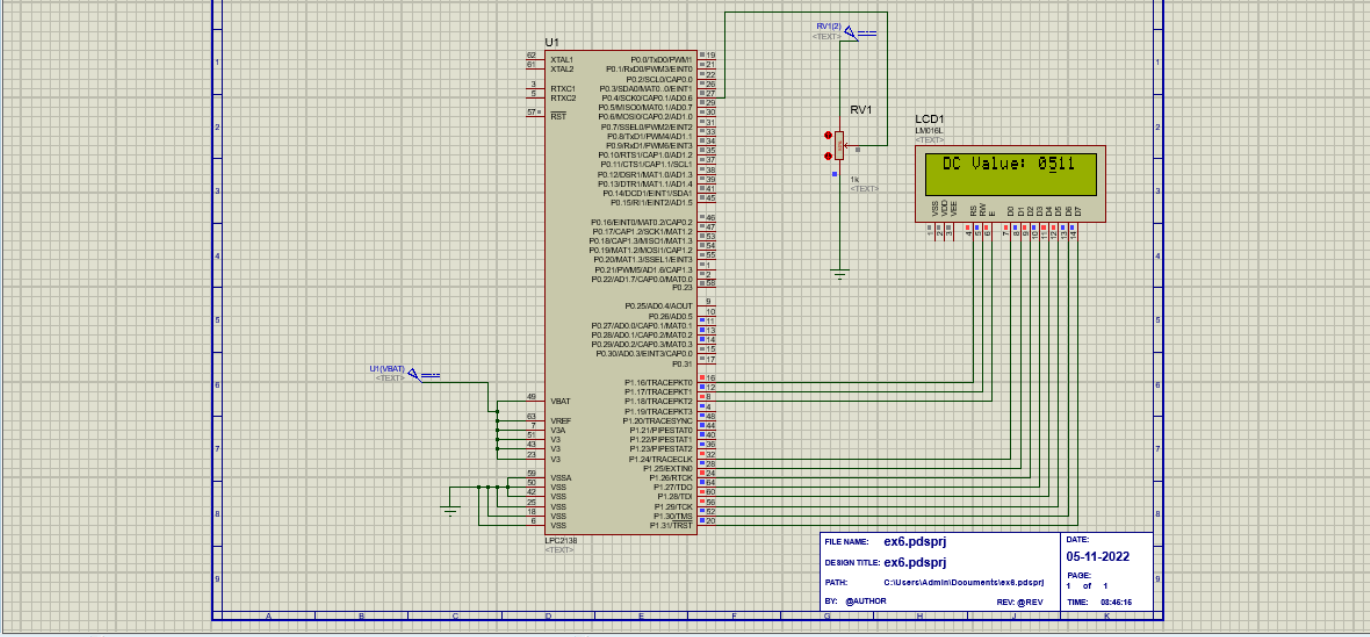 U1
62 XTAL1
61 XTAL2
3 RTXC1
5 RTXC2
57 RST
49 VBAT
63 VREF
7 V3A
51 V3
43 V3
23 V3
59 VSSA
50 VSS
42 VSS
25 VSS
18 VSS
6 VSS
P0.0/TxD0/PWM1 19
P0.1/RxD0/PWM3/EINT0 21
P0.2/SCL0/CAP0.0 22
P0.3/SDA0/MAT0..0/EINT1 26
P0.4/SCK0/CAP0.1/AD0.6 27
P0.5/MISO0/MAT0.1/AD0.7 29
P0.6/MOSI0/CAP0.2/AD1.0 30
P0.7/SSEL0/PWM2/EINT2 31
P0.8/TxD1/PWM4/AD1.1 33
P0.9/RxD1/PWM6/EINT3 34
P0.10/RTS1/CAP1.0/AD1.2 35
P0.11/CTS1/CAP1.1/SCL1 37
P0.12/DSR1/MAT1.0/AD1.3 38
P0.13/DTR1/MAT1.1/AD1.4 39
P0.14/DCD1/EINT1/SDA1 41
P0.15/RI1/EINT2/AD1.5 45
P0.16/EINT0/MAT0.2/CAP0.2 46
P0.17/CAP1.2/SCK1/MAT1.2 47
P0.18/CAP1.3/MISO1/MAT1.3 53
P0.19/MAT1.2/MOSI1/CAP1.2 54
P0.20/MAT1.3/SSEL1/EINT3 55
P0.21/PWM5/AD1.6/CAP1.3 1
P0.22/AD1.7/CAP0.0/MAT0.0 2
P0.23 58
P0.25/AD0.4/AOUT 9
P0.26/AD0.5 10
P0.27/AD0.0/CAP0.1/MAT0.1 11
P0.28/AD0.1/CAP0.2/MAT0.2 13
P0.29/AD0.2/CAP0.3/MAT0.3 14
P0.30/AD0.3/EINT3/CAP0.0 15
P0.31 17
P1.16/TRACEPKT0 16
P1.17/TRACEPKT1 12
P1.18/TRACEPKT2 8
P1.19/TRACEPKT3 4
P1.20/TRACESYNC 48
P1.21/PIPESTAT0 44
P1.22/PIPESTAT1 40
P1.23/PIPESTAT2 36
P1.24/TRACECLK 32
P1.25/EXTIN0 28
P1.26/RTCK 24
P1.27/TDO 64
P1.28/TDI 60
P1.29/TCK 56
P1.30/TMS 52
P1.31/TRST 20
LPC2138
<TEXT>
U1(VBAT)
<TEXT>
RV1(2)
<TEXT>
RV1
1k
<TEXT>
LCD1
LM016L
<TEXT>
DC Value: 0511
VSS VDD VEE RS RW E D0 D1 D2 D3 D4 D5 D6 D7
1 2 3 4 5 6 7 8 9 10 11 12 13 14
FILE NAME: ex6.pdsprj
DESIGN TITLE: ex6.pdsprj
PATH: C:\Users\Admin\Documents\ex6.pdsprj
BY: @AUTHOR REV: @REV
DATE:
05-11-2022
PAGE:
1 of 1
TIME: 08:46:16
1 2 3 4 5 6 7 8 9
1 2 3 4 5 6 7 8 9
A B C D E F G H J K